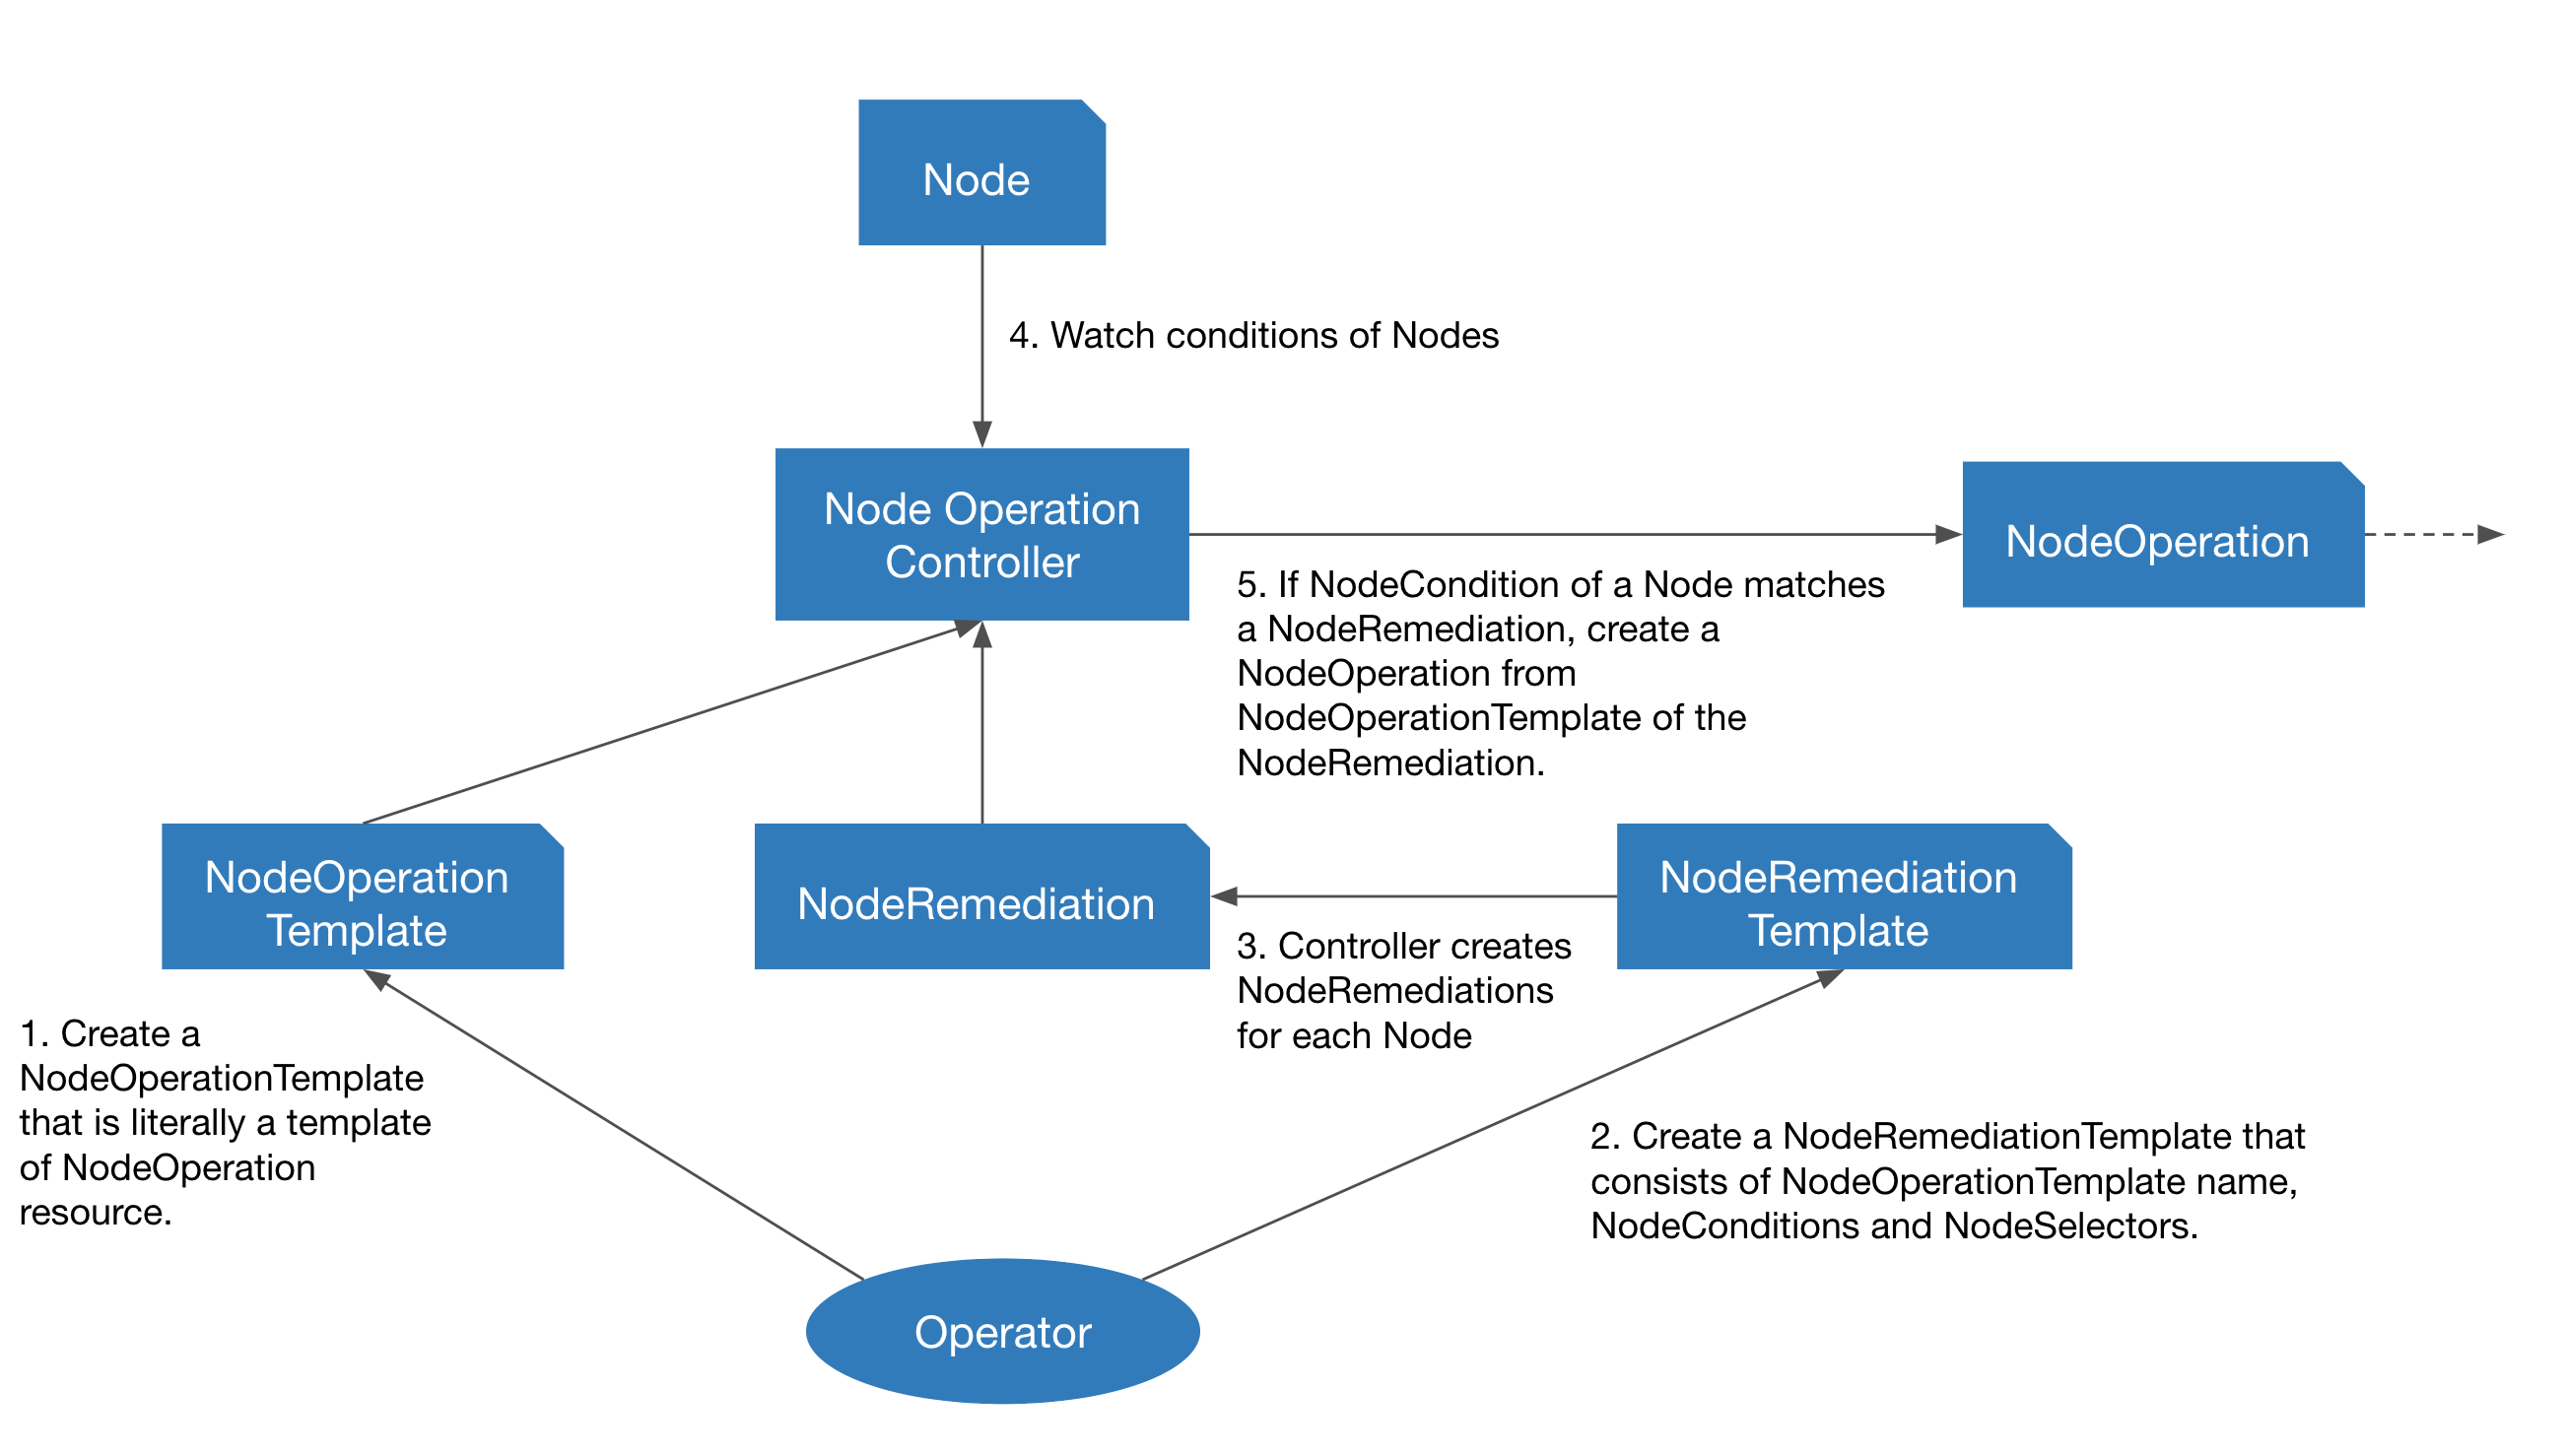 Node
4. Watch conditions of Nodes
Node Operation
Controller
NodeOperation
5. If NodeCondition of a Node matches
a NodeRemediation, create a
NodeOperation from
NodeOperationTemplate of the
NodeRemediation.
NodeOperation
Template
NodeRemediation
NodeRemediation
Template
3. Controller creates
NodeRemediations
for each Node
1. Create a
NodeOperationTemplate
that is literally a template
of NodeOperation
resource.
2. Create a NodeRemediationTemplate that
consists of NodeOperationTemplate name,
NodeConditions and NodeSelectors.
Operator